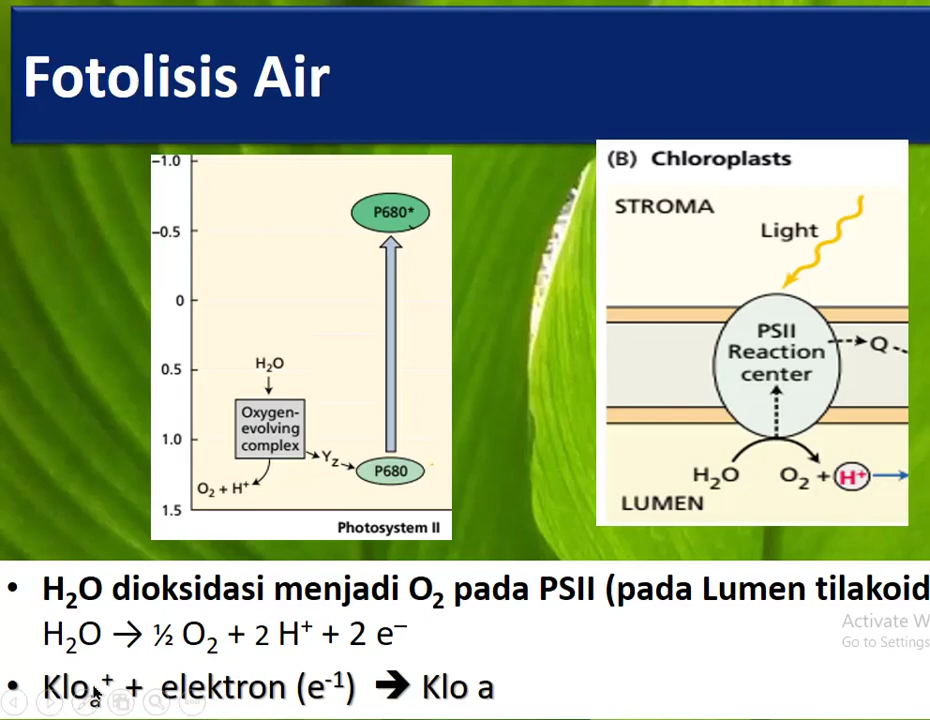 Fotolisis Air
−1.0
−0.5
0
0.5
1.0
1.5
P680*
H₂O
Oxygen-
evolving
complex
Yz
P680
O₂ + H⁺
Photosystem II
(B) Chloroplasts
STROMA
Light
PSII
Reaction
center
Q
H₂O
O₂ + H⁺
LUMEN
• H₂O dioksidasi menjadi O₂ pada PSII (pada Lumen tilakoid
H₂O → ½ O₂ + 2 H⁺ + 2 e⁻
• Klo a⁺ + elektron (e⁻¹) ➔ Klo a
Activate W
Go to Settings